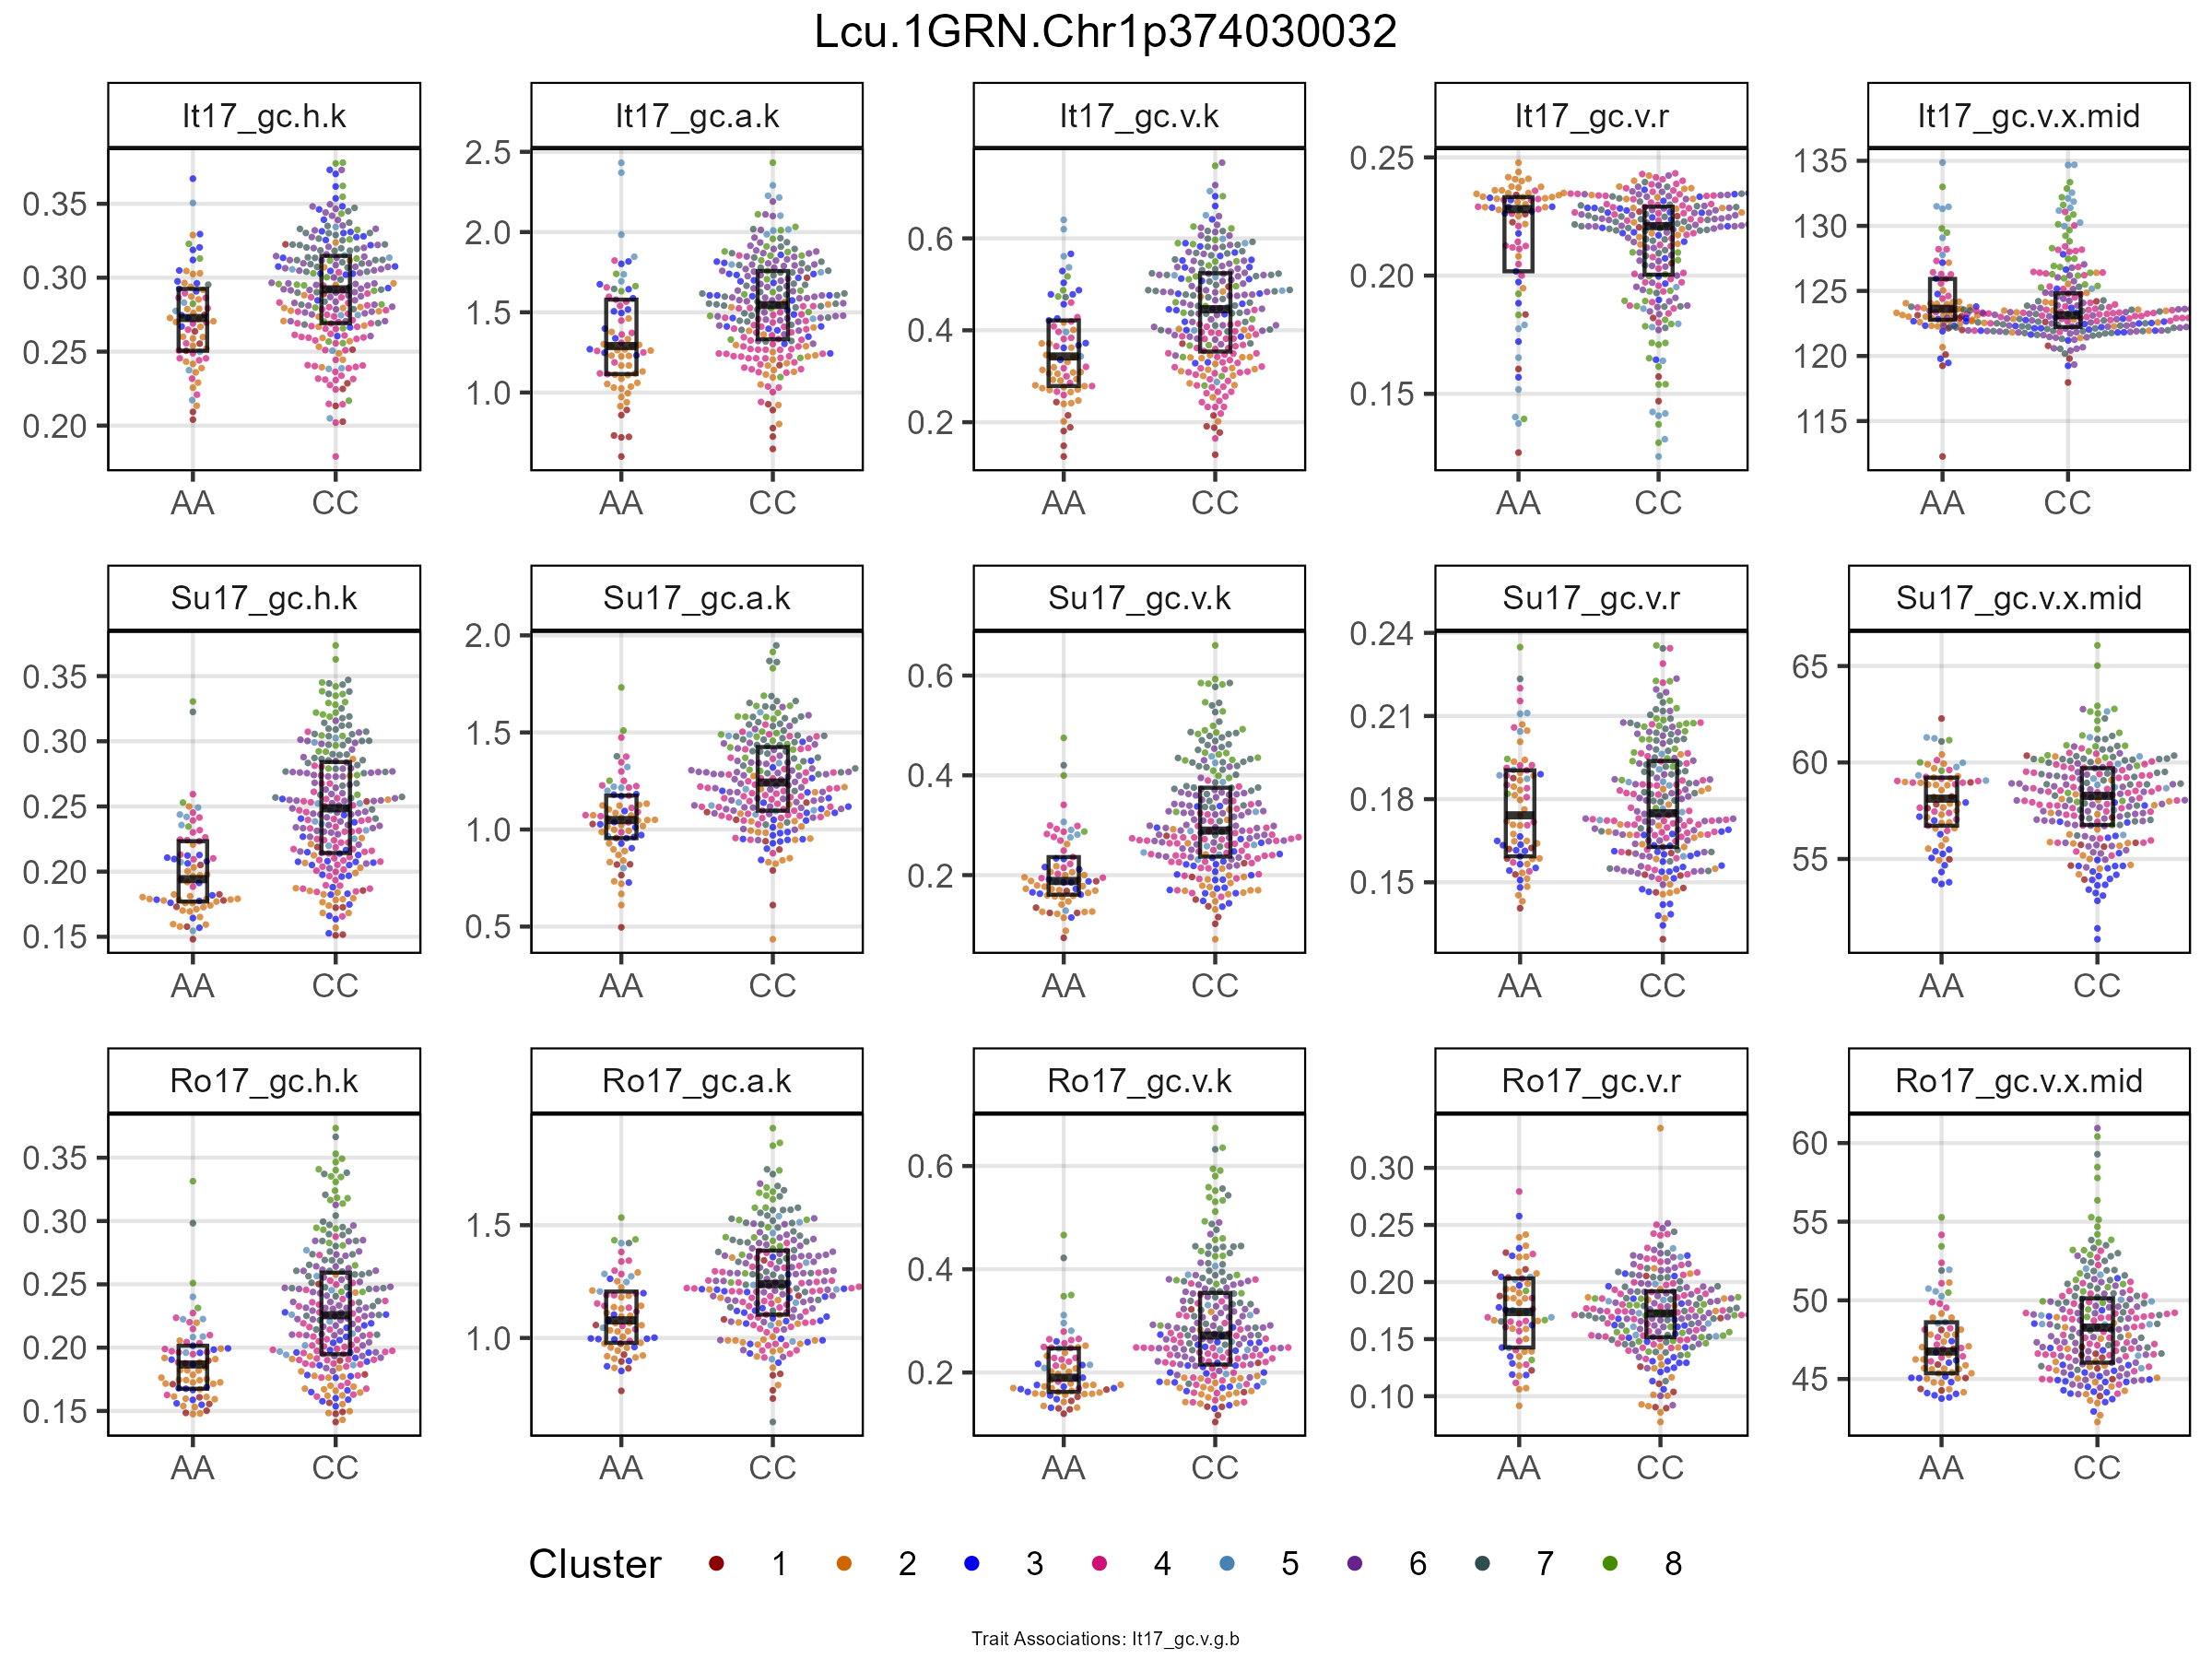 Lcu.1GRN.Chr1p374030032
It17_gc.h.k
It17_gc.a.k
It17_gc.v.k
It17_gc.v.r
It17_gc.v.x.mid
0.35
0.30
0.25
0.20
2.5
2.0
1.5
1.0
0.6
0.4
0.2
0.25
0.20
0.15
135
130
125
120
115
AA CC
AA CC
AA CC
AA CC
AA CC
Su17_gc.h.k
Su17_gc.a.k
Su17_gc.v.k
Su17_gc.v.r
Su17_gc.v.x.mid
0.35
0.30
0.25
0.20
0.15
2.0
1.5
1.0
0.5
0.6
0.4
0.2
0.24
0.21
0.18
0.15
65
60
55
AA CC
AA CC
AA CC
AA CC
AA CC
Ro17_gc.h.k
Ro17_gc.a.k
Ro17_gc.v.k
Ro17_gc.v.r
Ro17_gc.v.x.mid
0.35
0.30
0.25
0.20
0.15
1.5
1.0
0.6
0.4
0.2
0.30
0.25
0.20
0.15
0.10
60
55
50
45
AA CC
AA CC
AA CC
AA CC
AA CC
Cluster 1 2 3 4 5 6 7 8
Trait Associations: It17_gc.v.g.b